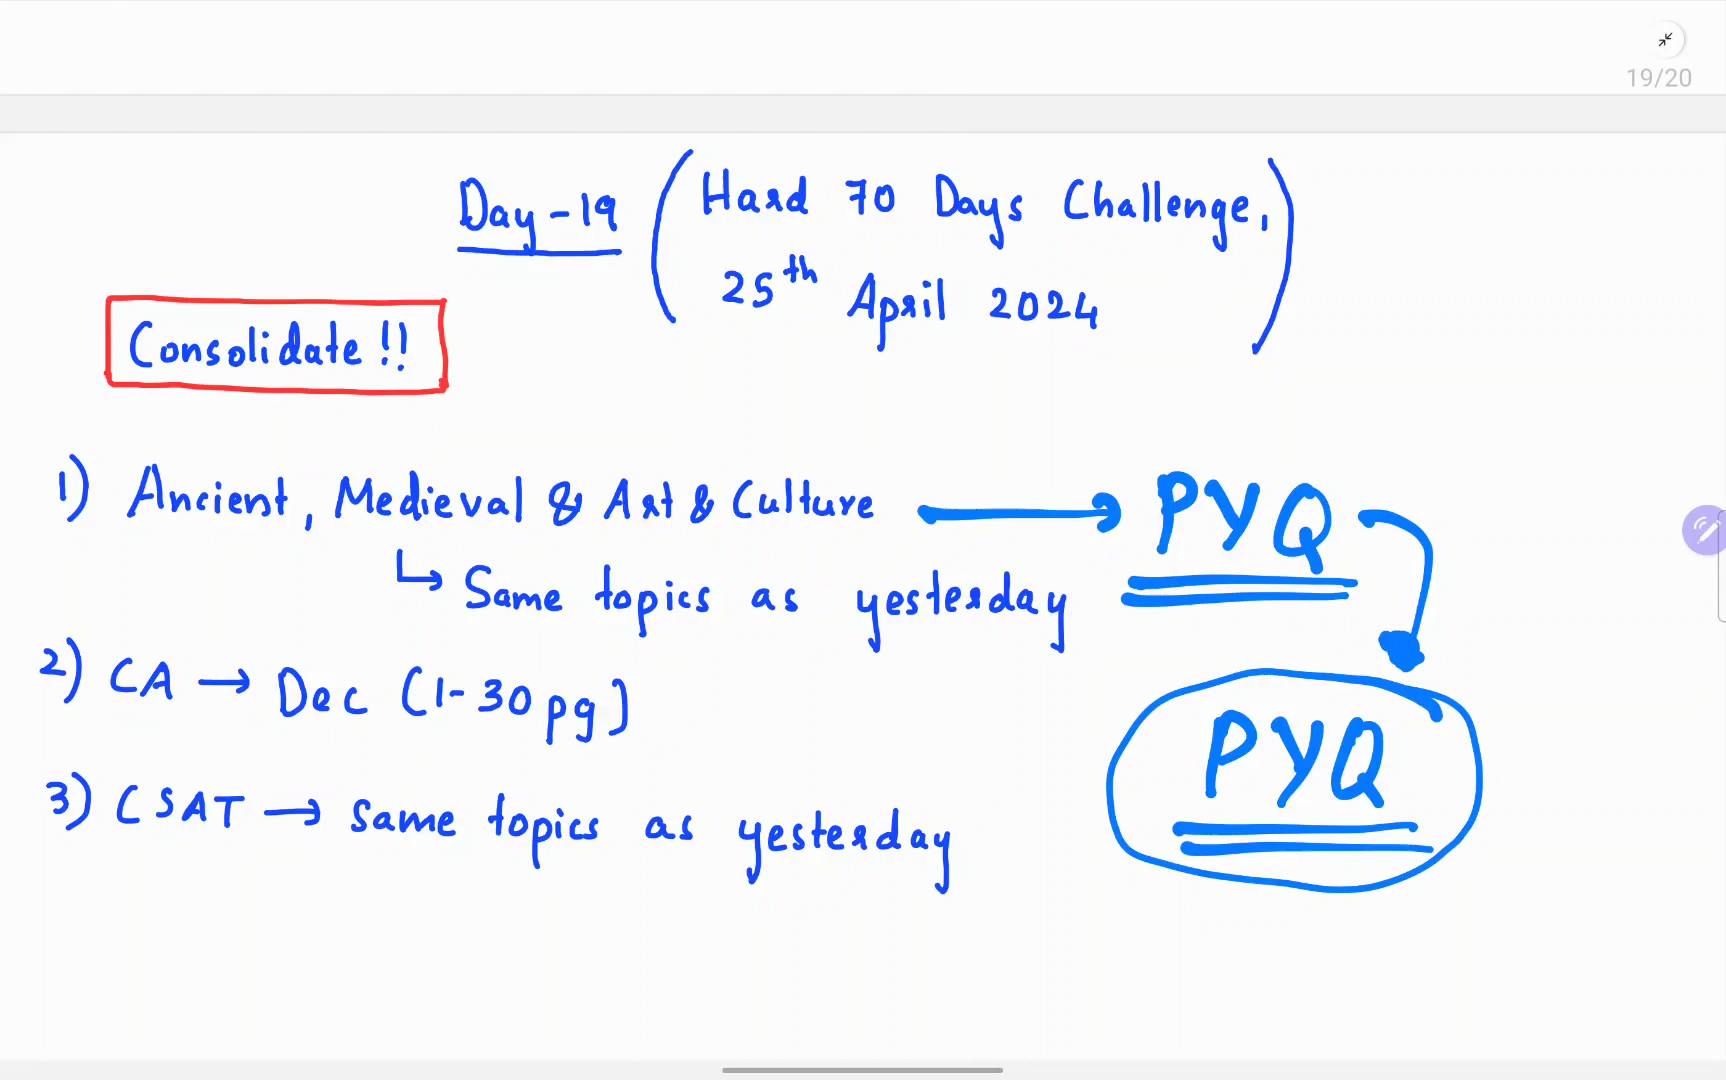 19/20
Day-19 (Hard 70 Days Challenge,
25th April 2024)
Consolidate!!
1) Ancient, Medieval & Art & Culture → PYQ
↳ Same topics as yesterday
2) CA → Dec (1-30 pg)
PYQ
3) CSAT → Same topics as yesterday